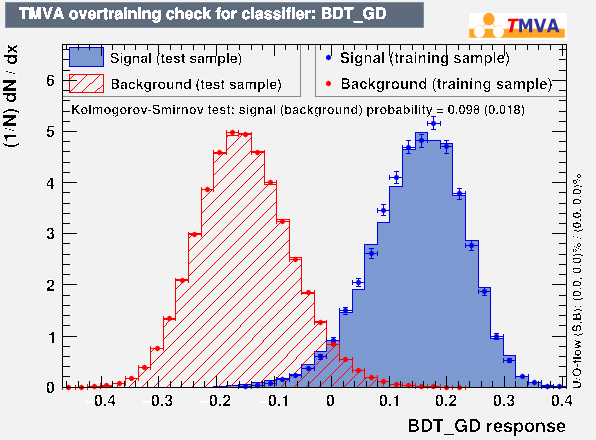 TMVA overtraining check for classifier: BDT_GD
TMVA
Signal (test sample)
Signal (training sample)
Background (test sample)
Background (training sample)
Kolmogorov-Smirnov test: signal (background) probability = 0.098 (0.018)
(1/N) dN / dx
6
5
4
3
2
1
0
−0.4 −0.3 −0.2 −0.1 0 0.1 0.2 0.3 0.4
BDT_GD response
U/O-flow (S,B): (0.0, 0.0)% / (0.0, 0.0)%